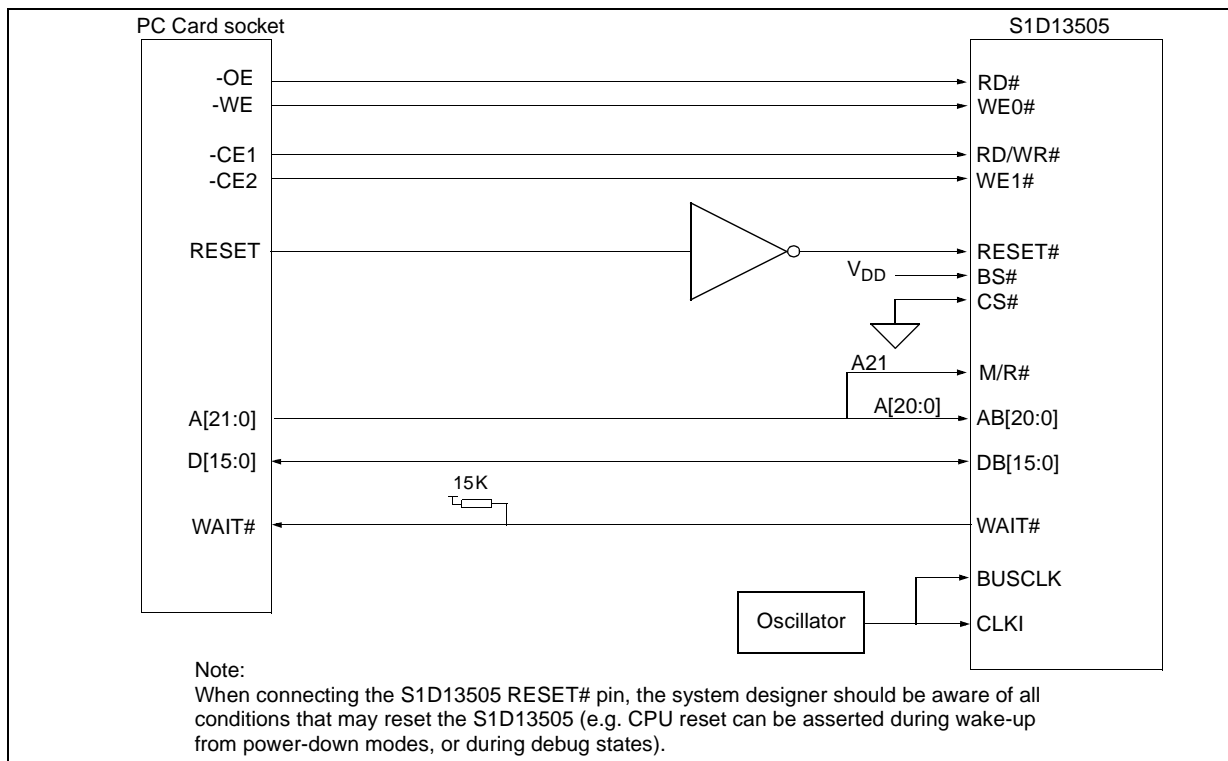 PC Card socket
S1D13505
-OE
RD#
-WE
WE0#
-CE1
RD/WR#
-CE2
WE1#
RESET
RESET#
VDD
BS#
CS#
A21
M/R#
A[21:0]
A[20:0]
AB[20:0]
D[15:0]
DB[15:0]
15K
WAIT#
WAIT#
BUSCLK
Oscillator
CLKI
Note:
When connecting the S1D13505 RESET# pin, the system designer should be aware of all
conditions that may reset the S1D13505 (e.g. CPU reset can be asserted during wake-up
from power-down modes, or during debug states).